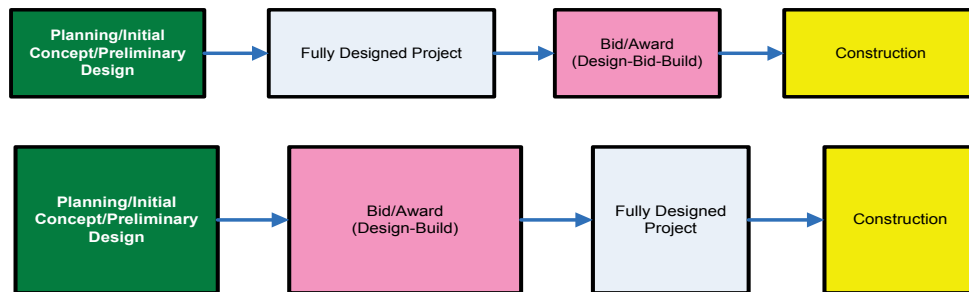 Planning/Initial
Concept/Preliminary
Design
Fully Designed Project
Bid/Award
(Design-Bid-Build)
Construction
Planning/Initial
Concept/Preliminary
Design
Bid/Award
(Design-Build)
Fully Designed
Project
Construction